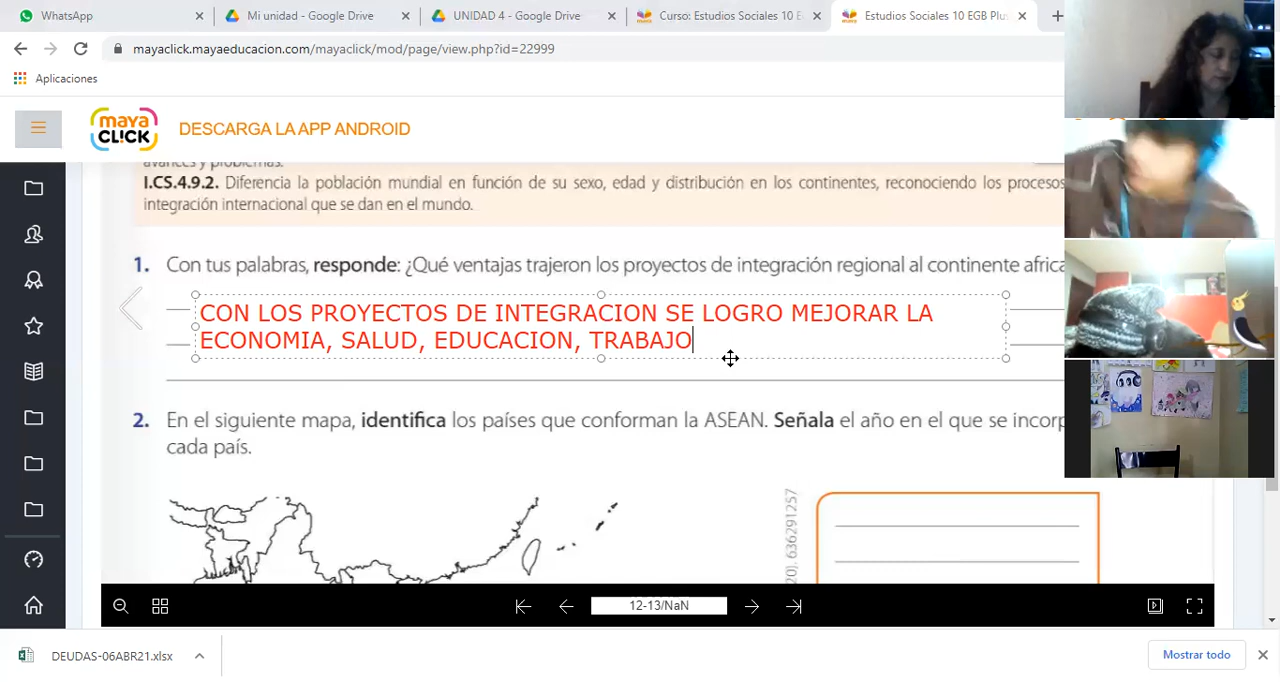 WhatsApp
Mi unidad - Google Drive
UNIDAD 4 - Google Drive
Curso: Estudios Sociales 10 E
Estudios Sociales 10 EGB Plu
mayaclick.mayaeducacion.com/mayaclick/mod/page/view.php?id=22999
Aplicaciones
maya CLiCK
DESCARGA LA APP ANDROID
avances y problemas.
I.CS.4.9.2. Diferencia la población mundial en función de su sexo, edad y distribución en los continentes, reconociendo los procesos
integración internacional que se dan en el mundo.
1. Con tus palabras, responde: ¿Qué ventajas trajeron los proyectos de integración regional al continente africa
CON LOS PROYECTOS DE INTEGRACION SE LOGRO MEJORAR LA
ECONOMIA, SALUD, EDUCACION, TRABAJO
2. En el siguiente mapa, identifica los países que conforman la ASEAN. Señala el año en el que se incorp
cada país.
20). 636291257
12-13/NaN
DEUDAS-06ABR21.xlsx
Mostrar todo